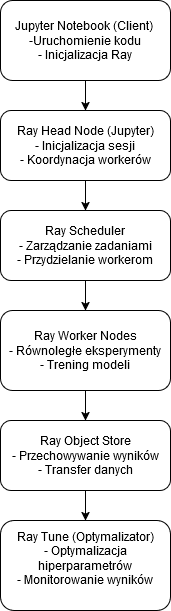 Jupyter Notebook (Client)
-Uruchomienie kodu
- Inicjalizacja Ray
Ray Head Node (Jupyter)
- Inicjalizacja sesji
- Koordynacja workerów
Ray Scheduler
- Zarządzanie zadaniami
- Przydzielanie workerom
Ray Worker Nodes
- Równoległe eksperymenty
- Trening modeli
Ray Object Store
- Przechowywanie wyników
- Transfer danych
Ray Tune (Optymalizator)
- Optymalizacja
hiperparametrów
- Monitorowanie wyników